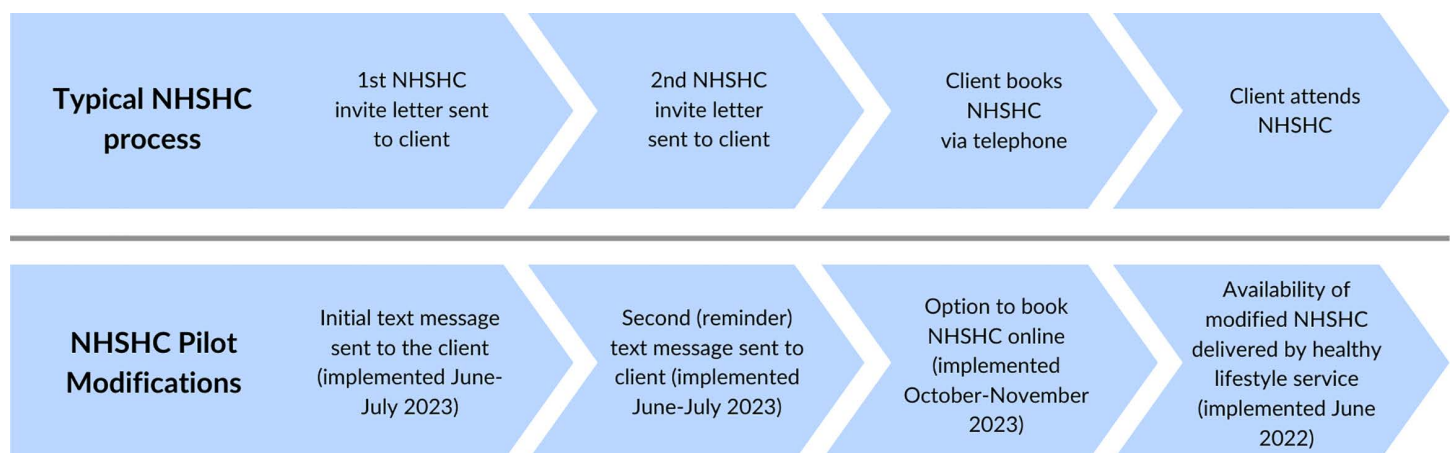 Typical NHSHC
process
1st NHSHC
invite letter sent
to client
2nd NHSHC
invite letter
sent to client
Client books
NHSHC
via telephone
Client attends
NHSHC
NHSHC Pilot
Modifications
Initial text message
sent to the client
(implemented June-
July 2023)
Second (reminder)
text message sent to
client (implemented
June-July 2023)
Option to book
NHSHC online
(implemented
October-November
2023)
Availability of
modified NHSHC
delivered by healthy
lifestyle service
(implemented June
2022)